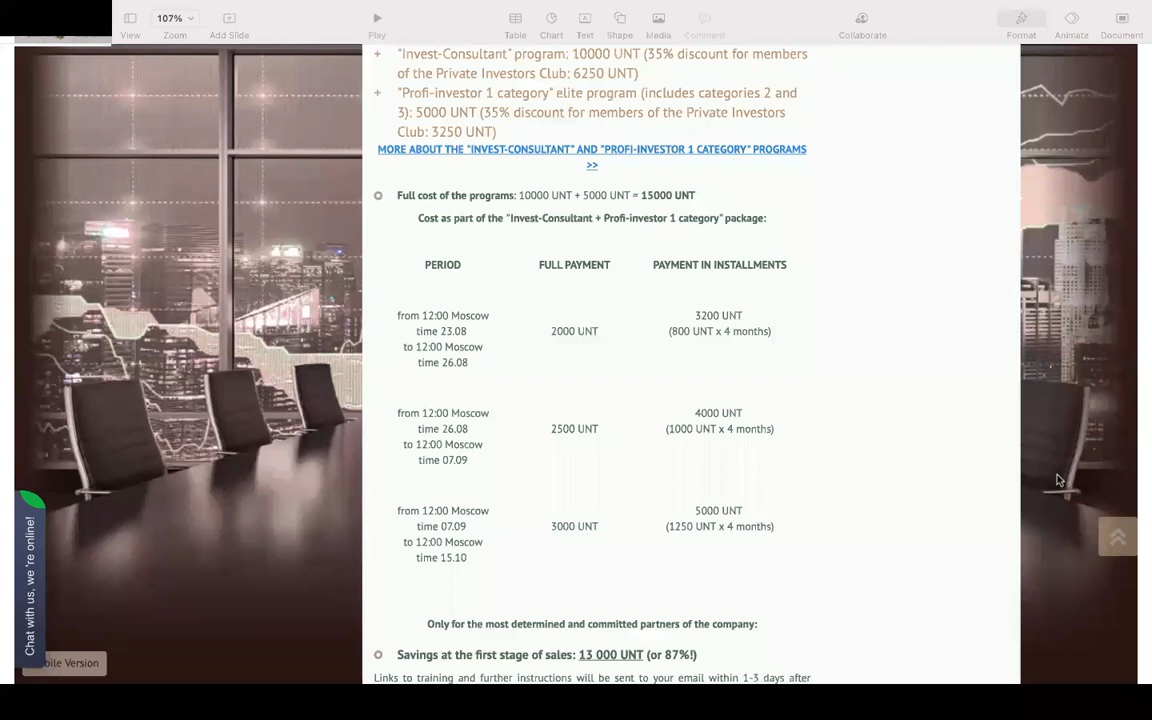 107%
View
Zoom
Add Slide
Play
Table
Chart
Text
Shape
Media
Comment
Collaborate
Format
Animate
Document
+ "Invest-Consultant" program: 10000 UNT (35% discount for members
of the Private Investors Club: 6250 UNT)
+ "Profi-investor 1 category" elite program (includes categories 2 and
3): 5000 UNT (35% discount for members of the Private Investors
Club: 3250 UNT)
MORE ABOUT THE "INVEST-CONSULTANT" AND "PROFI-INVESTOR 1 CATEGORY" PROGRAMS
>>
Full cost of the programs: 10000 UNT + 5000 UNT = 15000 UNT
Cost as part of the "Invest-Consultant + Profi-investor 1 category" package:
PERIOD FULL PAYMENT PAYMENT IN INSTALLMENTS
from 12:00 Moscow
time 23.08
to 12:00 Moscow
time 26.08
2000 UNT
3200 UNT
(800 UNT x 4 months)
from 12:00 Moscow
time 26.08
to 12:00 Moscow
time 07.09
2500 UNT
4000 UNT
(1000 UNT x 4 months)
from 12:00 Moscow
time 07.09
to 12:00 Moscow
time 15.10
3000 UNT
5000 UNT
(1250 UNT x 4 months)
Only for the most determined and committed partners of the company:
Savings at the first stage of sales: 13 000 UNT (or 87%!)
Links to training and further instructions will be sent to your email within 1-3 days after
Chat with us, we're online!
bile Version